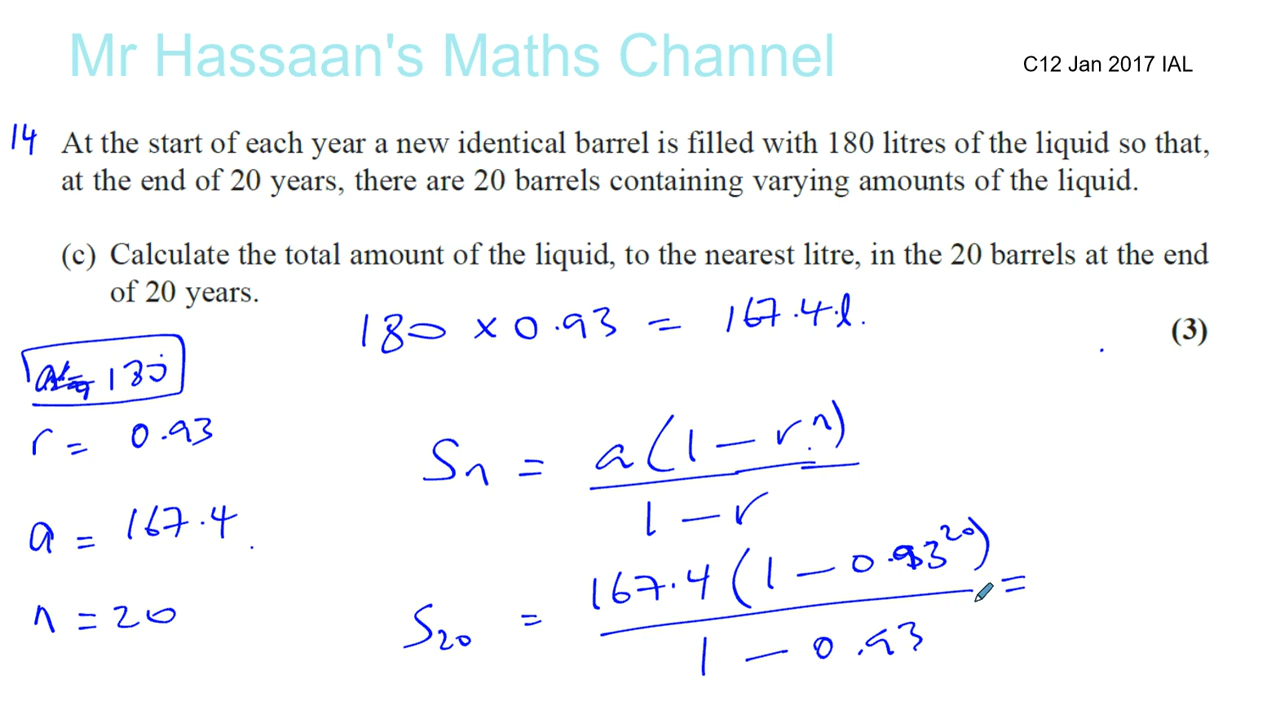 Mr Hassaan's Maths Channel
C12 Jan 2017 IAL
14 At the start of each year a new identical barrel is filled with 180 litres of the liquid so that,
at the end of 20 years, there are 20 barrels containing varying amounts of the liquid.
(c) Calculate the total amount of the liquid, to the nearest litre, in the 20 barrels at the end
of 20 years.
180 × 0.93 = 167.4 l.
(3)
a = 180
r = 0.93
Sn = a(1 - r^n) / 1 - r
a = 167.4
n = 20
S20 = 167.4 (1 - 0.93^20) / 1 - 0.93 =